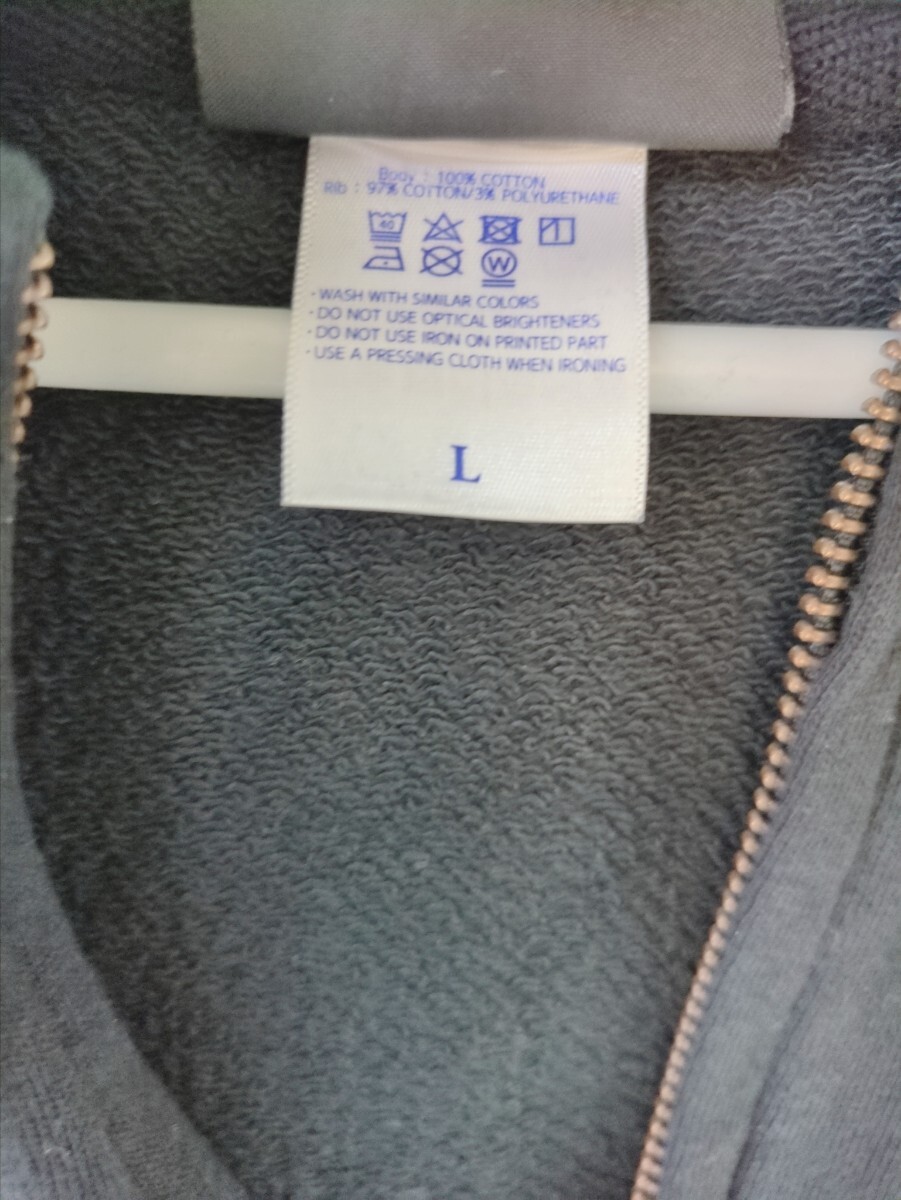 Body : 100% COTTON
Rib : 97% COTTON/3% POLYURETHANE
40
W
· WASH WITH SIMILAR COLORS
· DO NOT USE OPTICAL BRIGHTENERS
· DO NOT USE IRON ON PRINTED PART
· USE A PRESSING CLOTH WHEN IRONING
L